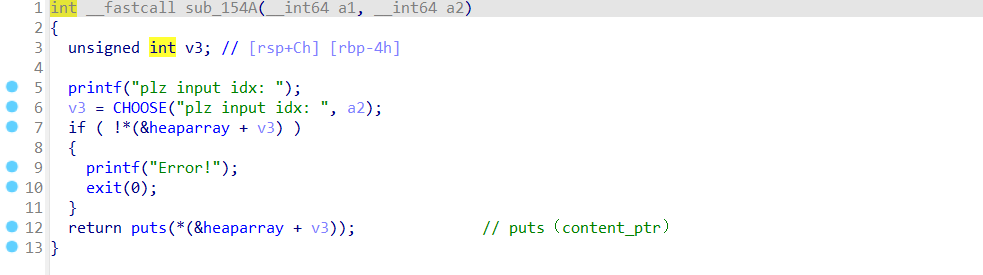 1 int __fastcall sub_154A(__int64 a1, __int64 a2)
2 {
3 unsigned int v3; // [rsp+Ch] [rbp-4h]
4
5 printf("plz input idx: ");
6 v3 = CHOOSE("plz input idx: ", a2);
7 if ( !*(&heaparray + v3) )
8 {
9 printf("Error!");
10 exit(0);
11 }
12 return puts(*(&heaparray + v3)); // puts（content_ptr）
13 }